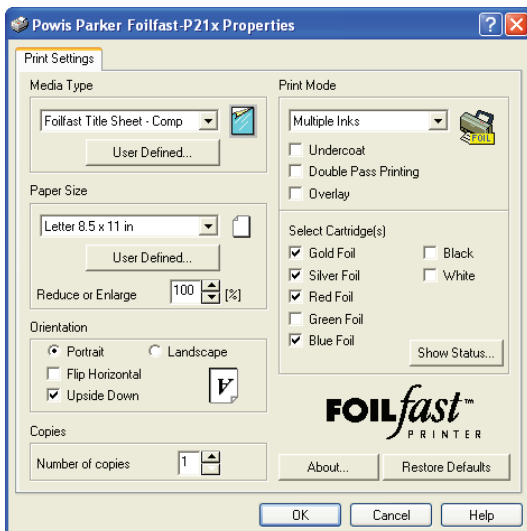 Powis Parker Foilfast-P21x Properties
Print Settings
Media Type
Foilfast Title Sheet - Comp
User Defined...
Paper Size
Letter 8.5 x 11 in
User Defined...
Reduce or Enlarge 100 [%]
Orientation
Portrait Landscape
Flip Horizontal
Upside Down
A
Copies
Number of copies 1
Print Mode
Multiple Inks
FOIL
Undercoat
Double Pass Printing
Overlay
Select Cartridge(s)
Gold Foil Black
Silver Foil White
Red Foil
Green Foil
Blue Foil
Show Status...
FOILfast™
PRINTER
About... Restore Defaults
OK Cancel Help